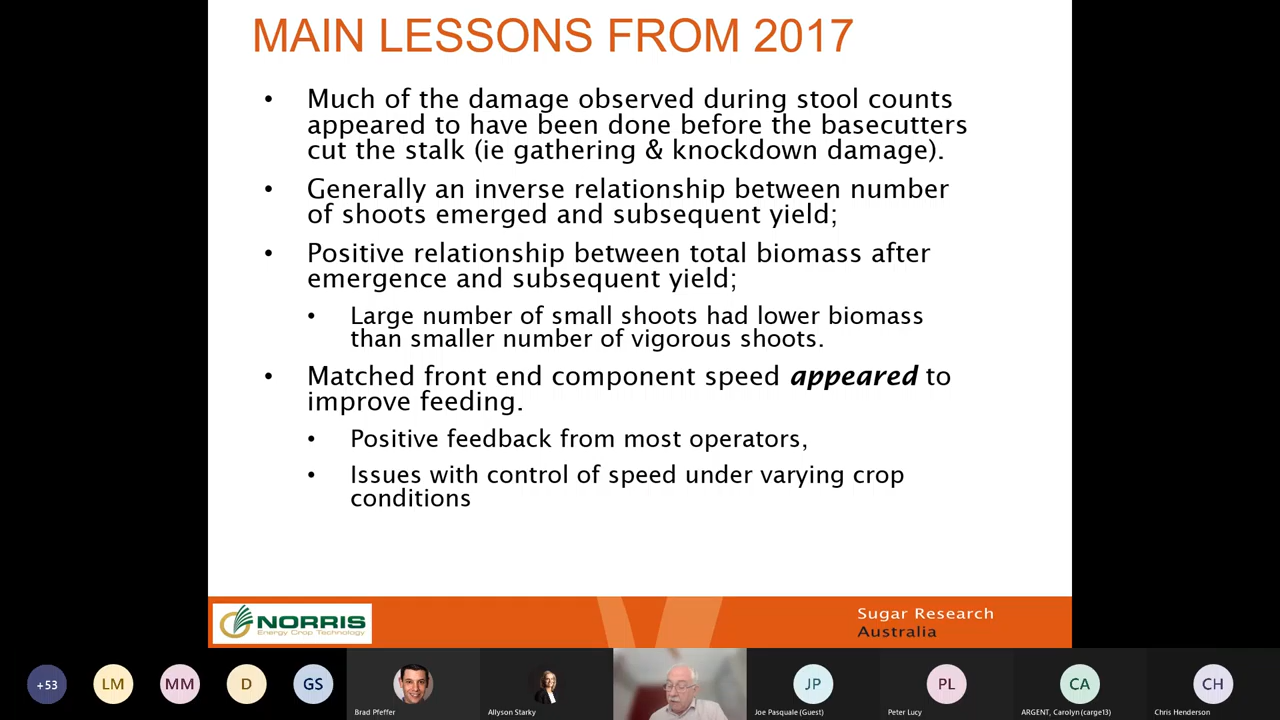 MAIN LESSONS FROM 2017
• Much of the damage observed during stool counts
appeared to have been done before the basecutters
cut the stalk (ie gathering & knockdown damage).
• Generally an inverse relationship between number
of shoots emerged and subsequent yield;
• Positive relationship between total biomass after
emergence and subsequent yield;
• Large number of small shoots had lower biomass
than smaller number of vigorous shoots.
• Matched front end component speed appeared to
improve feeding.
• Positive feedback from most operators,
• Issues with control of speed under varying crop
conditions
NORRIS
Energy Crop Technology
Sugar Research
Australia
+53
LM
MM
D
GS
Brad Pfeffer
Allyson Starky
JP
Joe Pasquale (Guest)
PL
Peter Lucy
CA
ARGENT, Carolyn (carge13)
CH
Chris Henderson